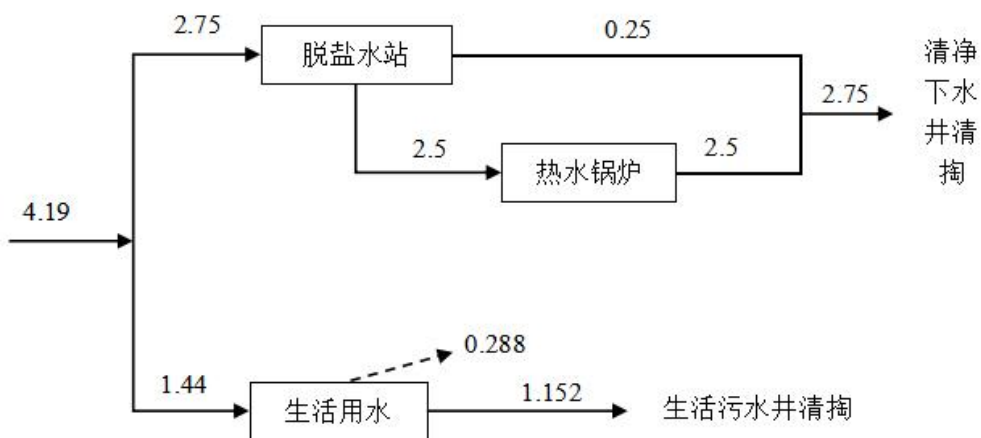 2.75
脱盐水站
0.25
清净
下水
井清
掏
2.75
2.5
热水锅炉
2.5
4.19
0.288
1.44
生活用水
1.152
生活污水井清掏